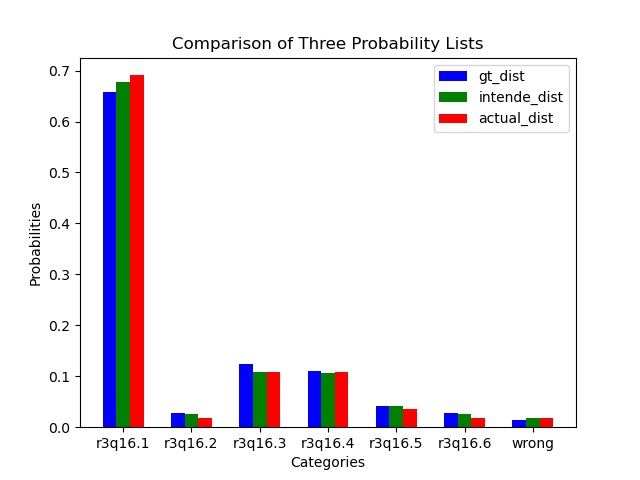 Comparison of Three Probability Lists
gt_dist
intende_dist
actual_dist
Probabilities
0.7
0.6
0.5
0.4
0.3
0.2
0.1
0.0
r3q16.1 r3q16.2 r3q16.3 r3q16.4 r3q16.5 r3q16.6 wrong
Categories